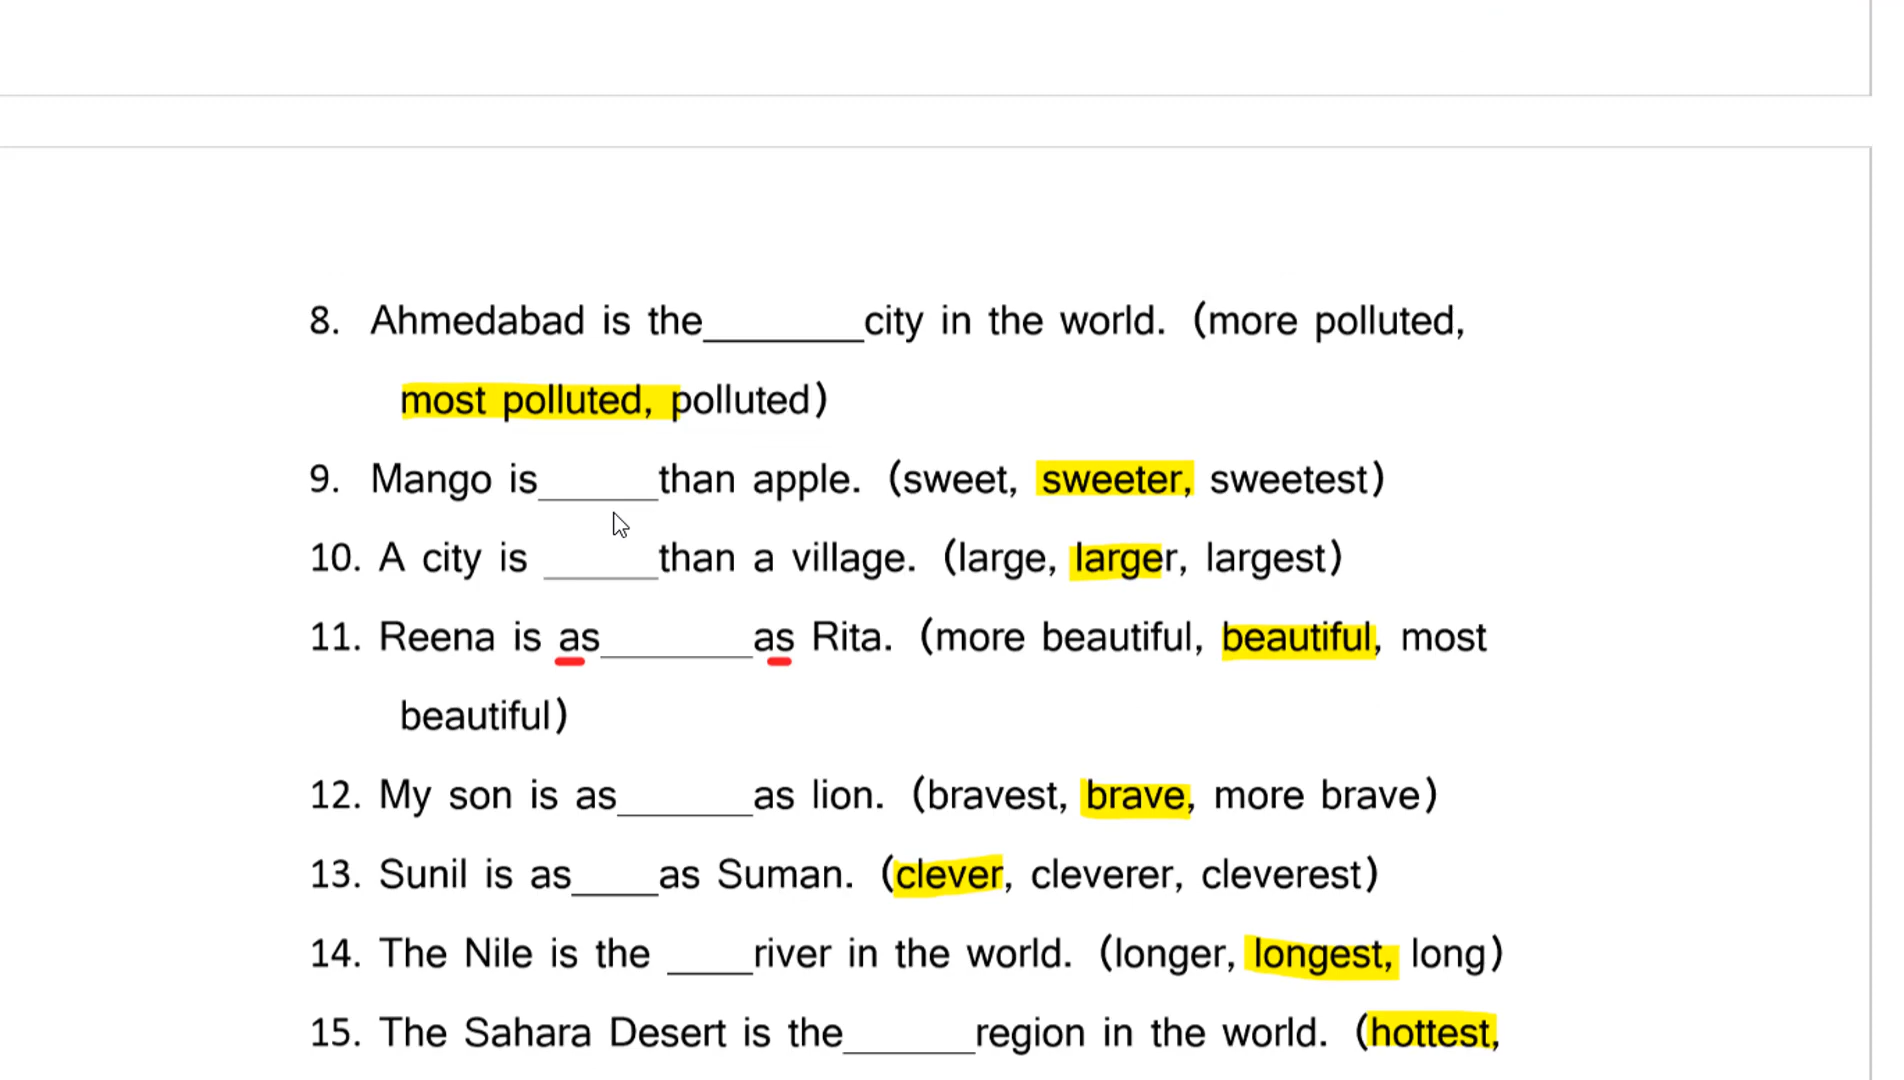 8. Ahmedabad is the________city in the world. (more polluted,
most polluted, polluted)
9. Mango is______than apple. (sweet, sweeter, sweetest)
10. A city is ______than a village. (large, larger, largest)
11. Reena is as________as Rita. (more beautiful, beautiful, most
beautiful)
12. My son is as_______as lion. (bravest, brave, more brave)
13. Sunil is as____as Suman. (clever, cleverer, cleverest)
14. The Nile is the ____river in the world. (longer, longest, long)
15. The Sahara Desert is the_______region in the world. (hottest,